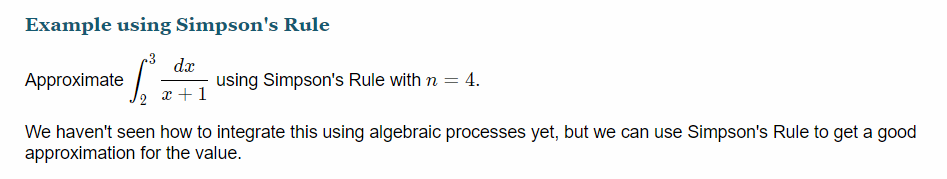 Example using Simpson's Rule
Approximate $\int_{2}^{3} \frac{dx}{x+1}$ using Simpson's Rule with $n = 4$.
We haven't seen how to integrate this using algebraic processes yet, but we can use Simpson's Rule to get a good
approximation for the value.